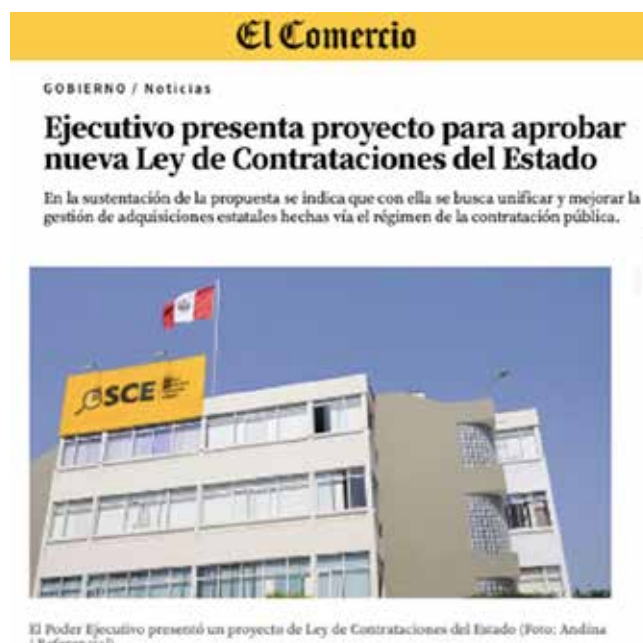 El Comercio
GOBIERNO / Noticias
Ejecutivo presenta proyecto para aprobar
nueva Ley de Contrataciones del Estado
En la sustentación de la propuesta se indica que con ella se busca unificar y mejorar la
gestión de adquisiciones estatales hechas vía el régimen de la contratación pública.
OSCE
El Poder Ejecutivo presentó un proyecto de Ley de Contrataciones del Estado (Foto: Andina